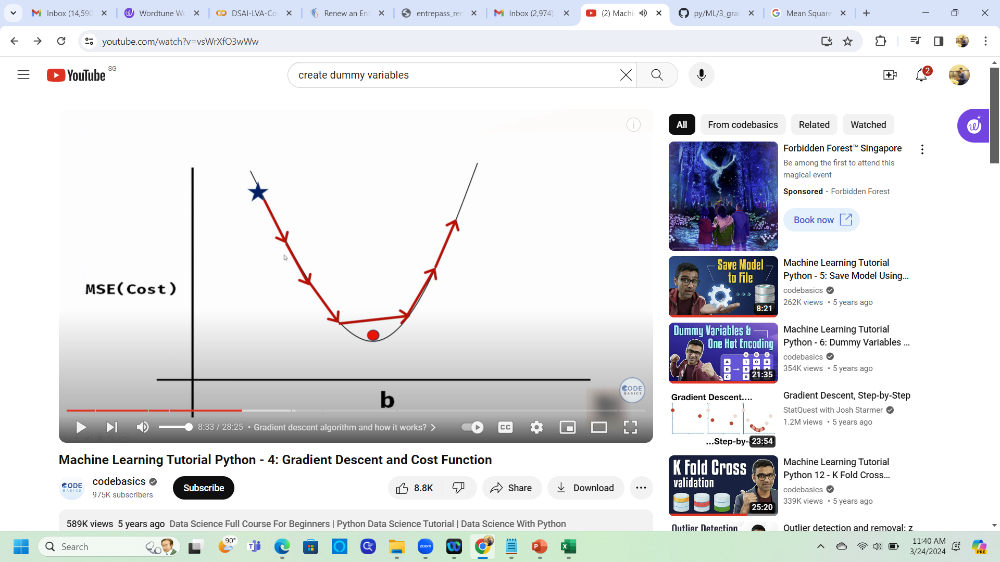 Inbox (14,590
Wordtune Wo
DSAI-LVA-Co
Renew an Ent
entrepass_rer
Inbox (2,974)
(2) Machi
py/ML/3_grad
Mean Square
youtube.com/watch?v=vsWrXfO3wWw
YouTube SG
create dummy variables
2
All
From codebasics
Related
Watched
MSE(Cost)
b
CODE
BASICS
8:33 / 28:25 • Gradient descent algorithm and how it works?
CC
Machine Learning Tutorial Python - 4: Gradient Descent and Cost Function
CODE
BASICS
codebasics
975K subscribers
Subscribe
8.8K
Share
Download
589K views 5 years ago Data Science Full Course For Beginners | Python Data Science Tutorial | Data Science With Python
Forbidden Forest™ Singapore
Be among the first to attend this
magical event
Sponsored · Forbidden Forest
Book now
Save Model
to File
8:21
Machine Learning Tutorial
Python - 5: Save Model Using...
codebasics
262K views • 5 years ago
Dummy Variables &
One Hot Encoding
A B C
A 1 0 0
B
C 0
21:35
Machine Learning Tutorial
Python - 6: Dummy Variables ...
codebasics
354K views • 5 years ago
Gradient Descent....
...Step-by-
23:54
Gradient Descent, Step-by-Step
StatQuest with Josh Starmer
1.2M views • 5 years ago
K Fold Cross
validation
25:20
Machine Learning Tutorial
Python 12 - K Fold Cross...
codebasics
339K views • 5 years ago
Outlier Detection
Outlier detection and removal: z
Search
90°
zoom
11:40 AM
3/24/2024
PRE